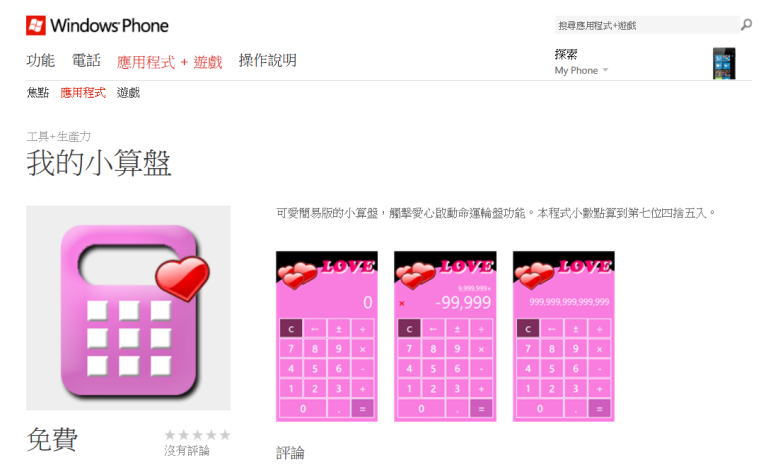 Windows Phone
搜尋應用程式+遊戲
功能 電話 應用程式 + 遊戲 操作說明
探索
My Phone
焦點 應用程式 遊戲
工具+生產力
我的小算盤
可愛簡易版的小算盤，觸擊愛心啟動命運輪盤功能。本程式小數點算到第七位四捨五入。
LOVE
0
C ← ± ÷
7 8 9 ×
4 5 6 -
1 2 3 +
0 . =
LOVE
9,999,999×
× -99,999
C ← ± ÷
7 8 9 ×
4 5 6 -
1 2 3 +
0 . =
LOVE
999,999,999,999,999
C ← ± ÷
7 8 9 ×
4 5 6 -
1 2 3 +
0 . =
免費
沒有評論
評論